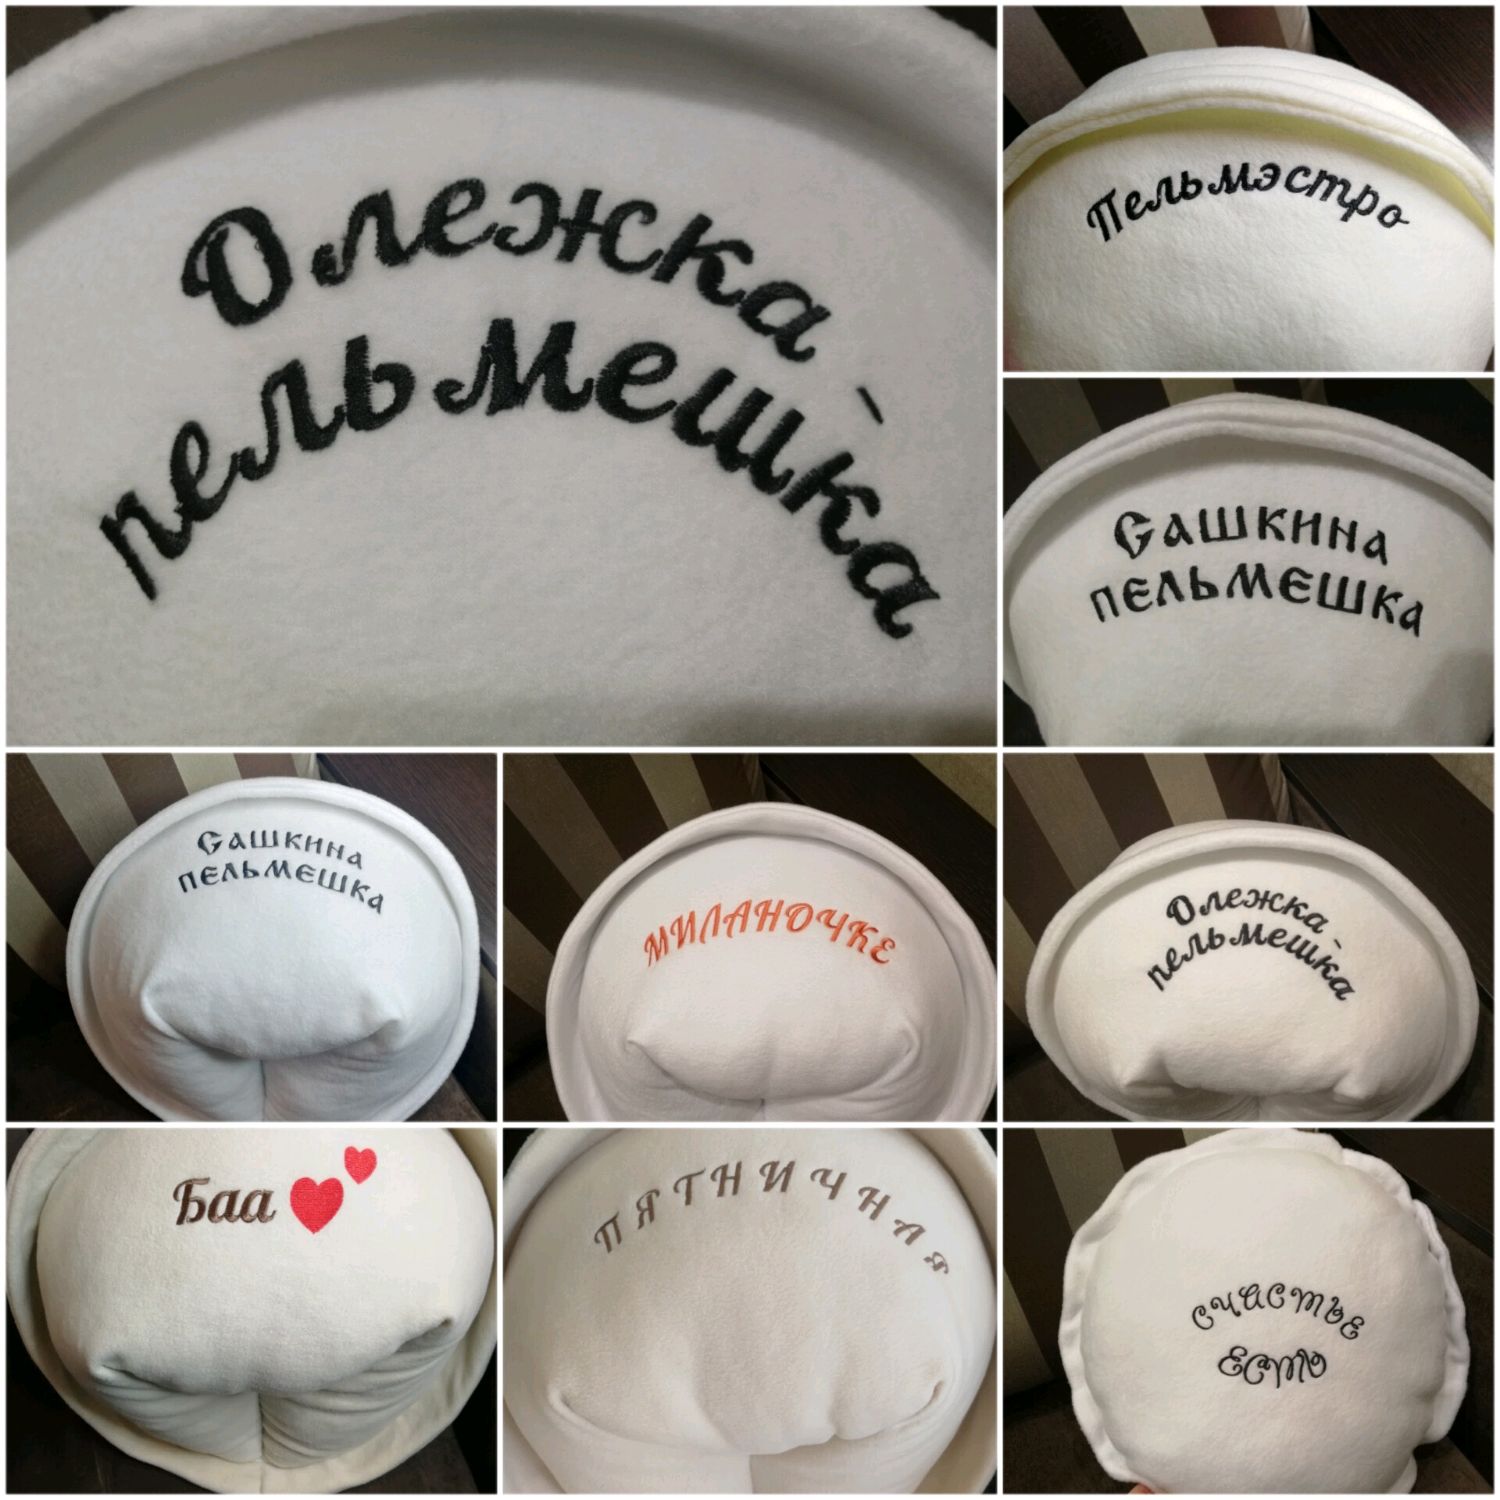 Олежка -
пельмешка
Пельмэстро
Сашкина
пельмешка
Сашкина
пельмешка
МИЛАНОЧКЕ
Олежка -
пельмешка
Баа
ПЯТНИЧНАЯ
СЧАСТЬЕ
ЕСТЬ